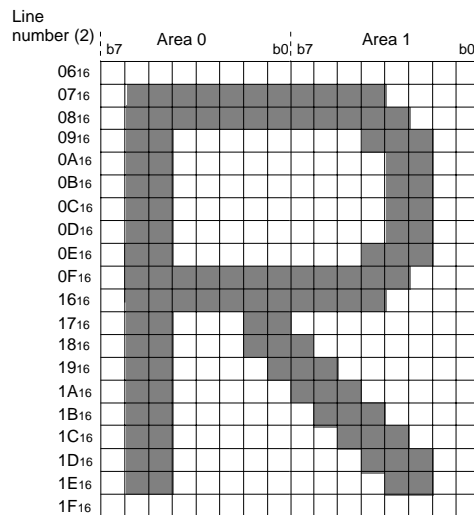 Line
number (2)
b7 Area 0 b0 b7 Area 1 b0
06₁₆
07₁₆
08₁₆
09₁₆
0A₁₆
0B₁₆
0C₁₆
0D₁₆
0E₁₆
0F₁₆
16₁₆
17₁₆
18₁₆
19₁₆
1A₁₆
1B₁₆
1C₁₆
1D₁₆
1E₁₆
1F₁₆